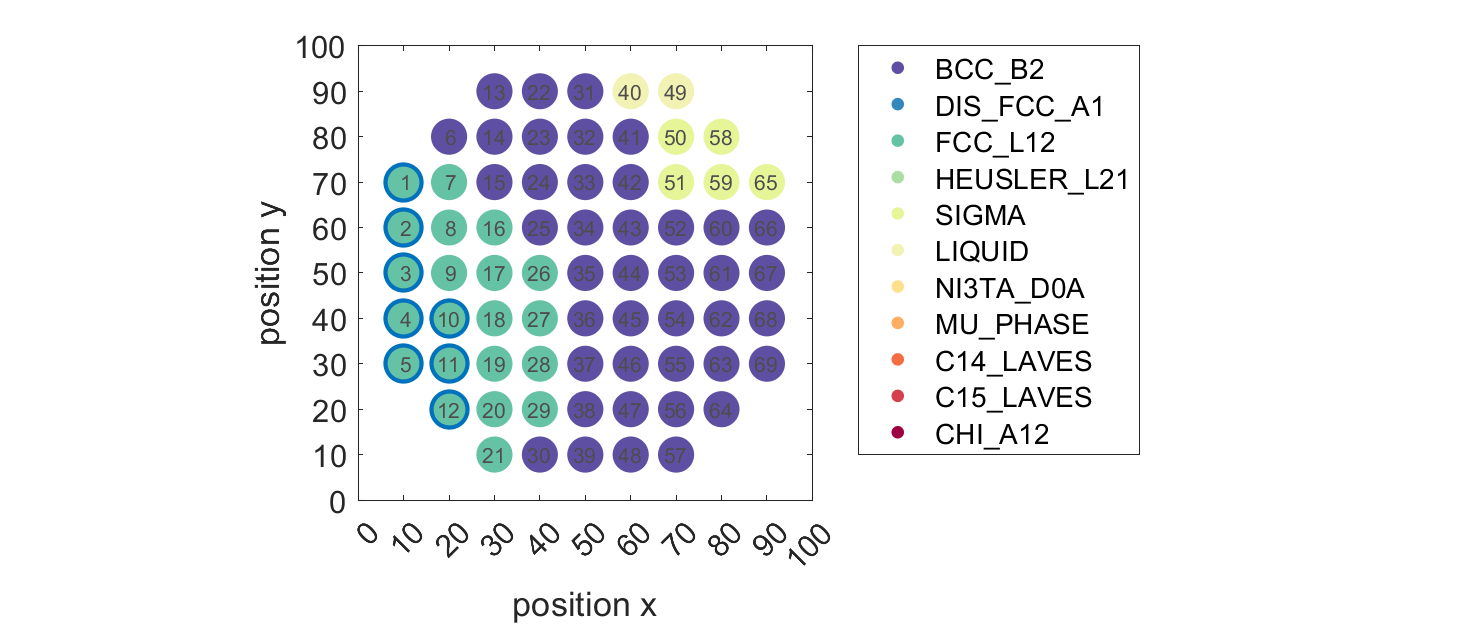 100
90 13 22 31 40 49
80 6 14 23 32 41 50 58
70 1 7 15 24 33 42 51 59 65
60 2 8 16 25 34 43 52 60 66
50 3 9 17 26 35 44 53 61 67
40 4 10 18 27 36 45 54 62 68
30 5 11 19 28 37 46 55 63 69
20 12 20 29 38 47 56 64
10 21 30 39 48 57
0
0 10 20 30 40 50 60 70 80 90 100
position x
position y
BCC_B2
DIS_FCC_A1
FCC_L12
HEUSLER_L21
SIGMA
LIQUID
NI3TA_D0A
MU_PHASE
C14_LAVES
C15_LAVES
CHI_A12